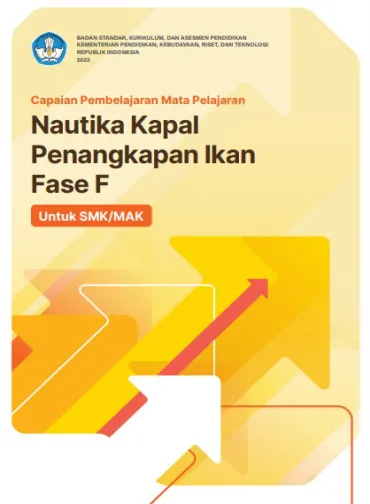 BADAN STANDAR, KURIKULUM, DAN ASESMEN PENDIDIKAN
KEMENTERIAN PENDIDIKAN, KEBUDAYAAN, RISET, DAN TEKNOLOGI
REPUBLIK INDONESIA
2022
Capaian Pembelajaran Mata Pelajaran
Nautika Kapal
Penangkapan Ikan
Fase F
Untuk SMK/MAK